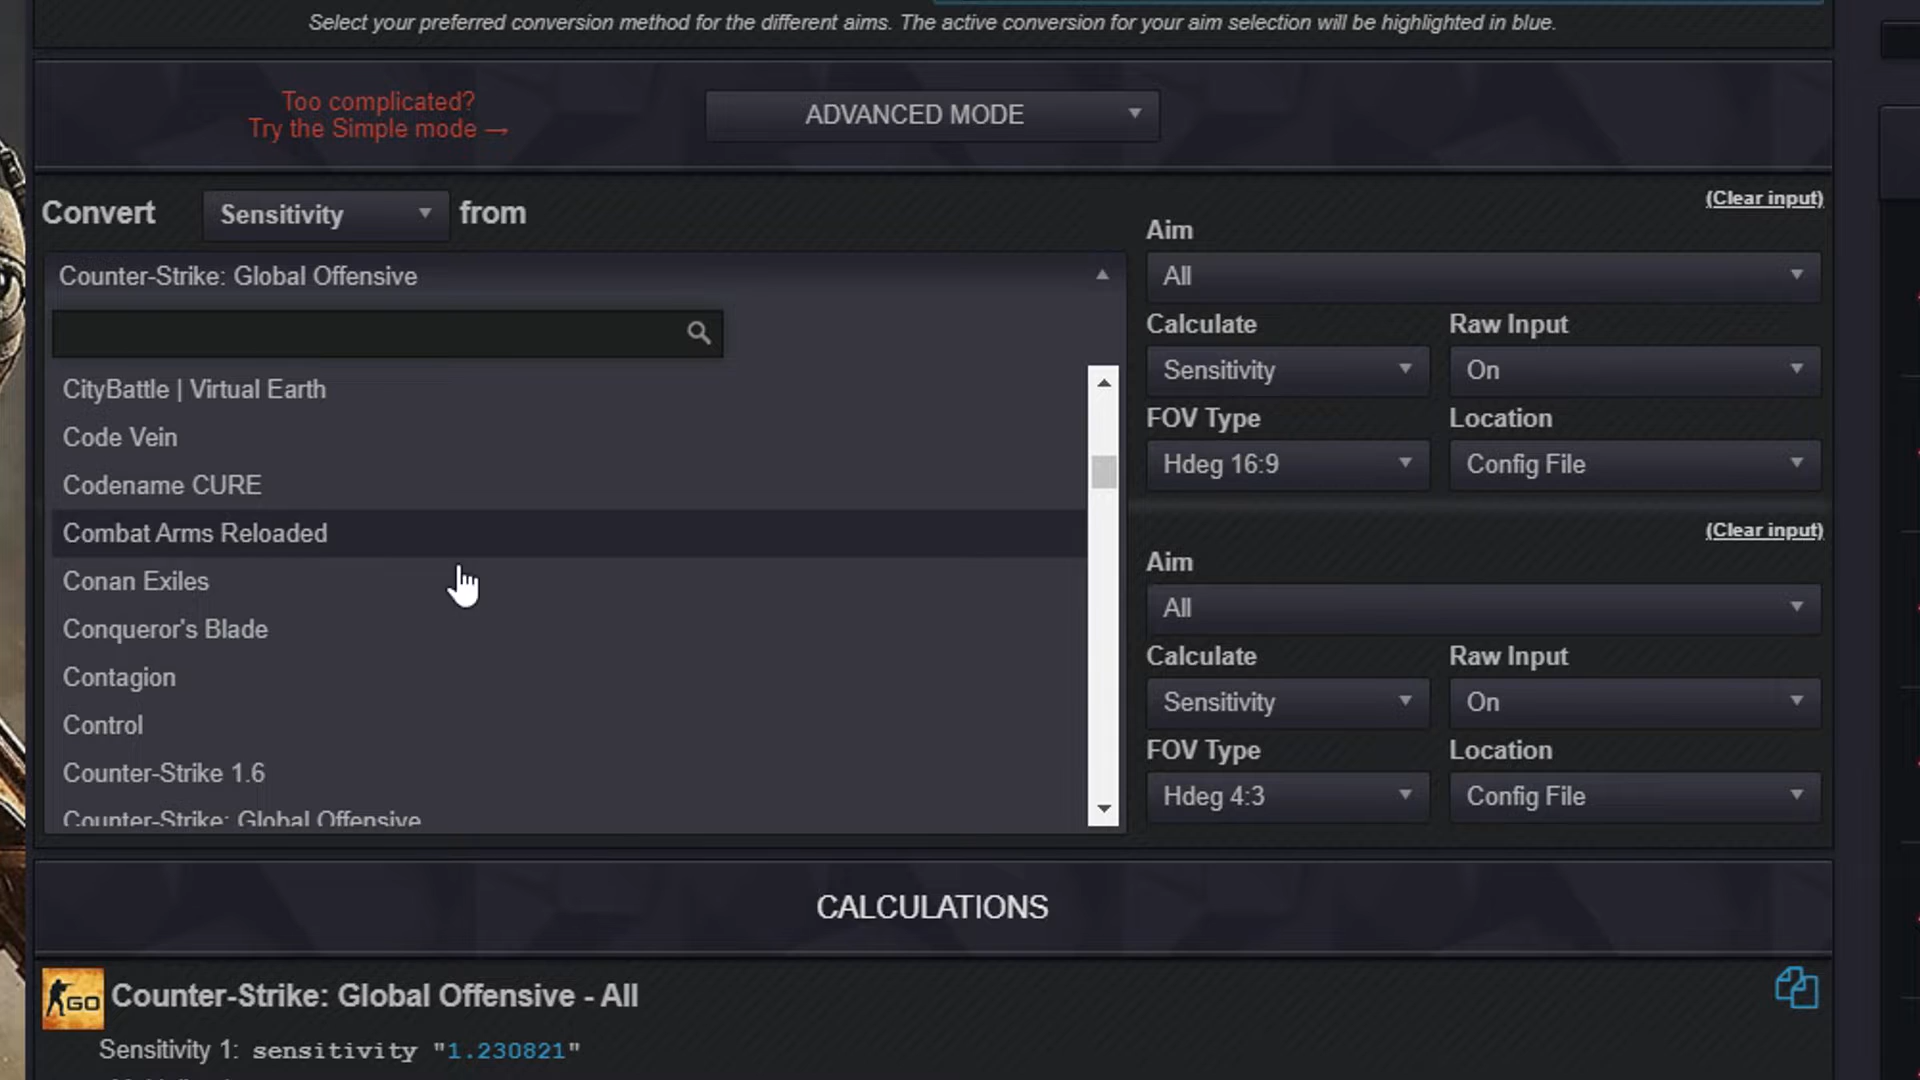 Select your preferred conversion method for the different aims. The active conversion for your aim selection will be highlighted in blue.
Too complicated?
Try the Simple mode →
ADVANCED MODE
Convert
Sensitivity
from
(Clear input)
Counter-Strike: Global Offensive
CityBattle | Virtual Earth
Code Vein
Codename CURE
Combat Arms Reloaded
Conan Exiles
Conqueror's Blade
Contagion
Control
Counter-Strike 1.6
Counter-Strike: Global Offensive
Aim
All
Calculate
Raw Input
Sensitivity
On
FOV Type
Location
Hdeg 16:9
Config File
(Clear input)
Aim
All
Calculate
Raw Input
Sensitivity
On
FOV Type
Location
Hdeg 4:3
Config File
CALCULATIONS
GO
Counter-Strike: Global Offensive - All
Sensitivity 1: sensitivity "1.230821"